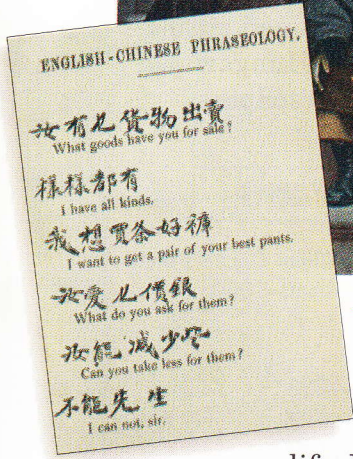 ENGLISH-CHINESE PHRASEOLOGY.
汝有乜貨物出賣
What goods have you for sale?
樣樣都有
I have all kinds.
我想買条好褲
I want to get a pair of your best pants.
汝愛乜價銀
What do you ask for them?
汝能減少些
Can you take less for them?
不能先生
I can not, sir.